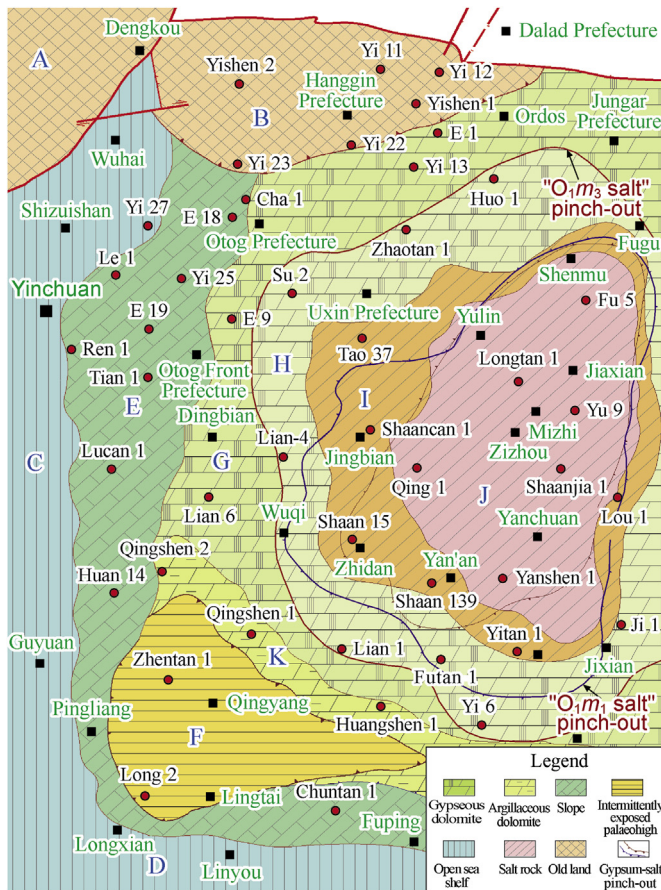 Dengkou
Dalad Prefecture
A
Yishen 2
Yi 11
Yi 12
Hanggin
Prefecture
Yishen 1
B
Ordos
Jungar
Prefecture
E 1
Wuhai
Yi 22
Yi 23
Yi 13
"O₁m₃ salt"
pinch-out
Cha 1
Huo 1
Yi 27
E 18
Shizuishan
Otog Prefecture
Zhaotan 1
Fugu
Le 1
Yi 25
Su 2
Shenmu
Yinchuan
Uxin Prefecture
Fu 5
E 19
E 9
Yulin
Ren 1
Tao 37
Longtan 1
Tian 1
Otog Front
Prefecture
H
Jiaxian
E
Dingbian
I
Yu 9
Shaancan 1
Mizhi
C
G
Lian-4
Jingbian
Zizhou
Lucan 1
Qing 1
Shaanjia 1
J
Lian 6
Lou 1
Wuqi
Shaan 15
Yanchuan
Qingshen 2
Zhidan
Yan'an
Huan 14
Shaan 139
Yanshen 1
Qingshen 1
Ji 1
Guyuan
K
Lian 1
Yitan 1
Zhentan 1
Futan 1
Jixian
Qingyang
"O₁m₁ salt"
pinch-out
Pingliang
Huangshen 1
Yi 6
F
Long 2
Lingtai
Chuntan 1
Longxian
Fuping
D
Linyou
Legend
Gypseous
dolomite
Argillaceous
dolomite
Slope
Intermittently
exposed
palaeohigh
Open sea
shelf
Salt rock
Old land
Gypsum-salt
pinch-out